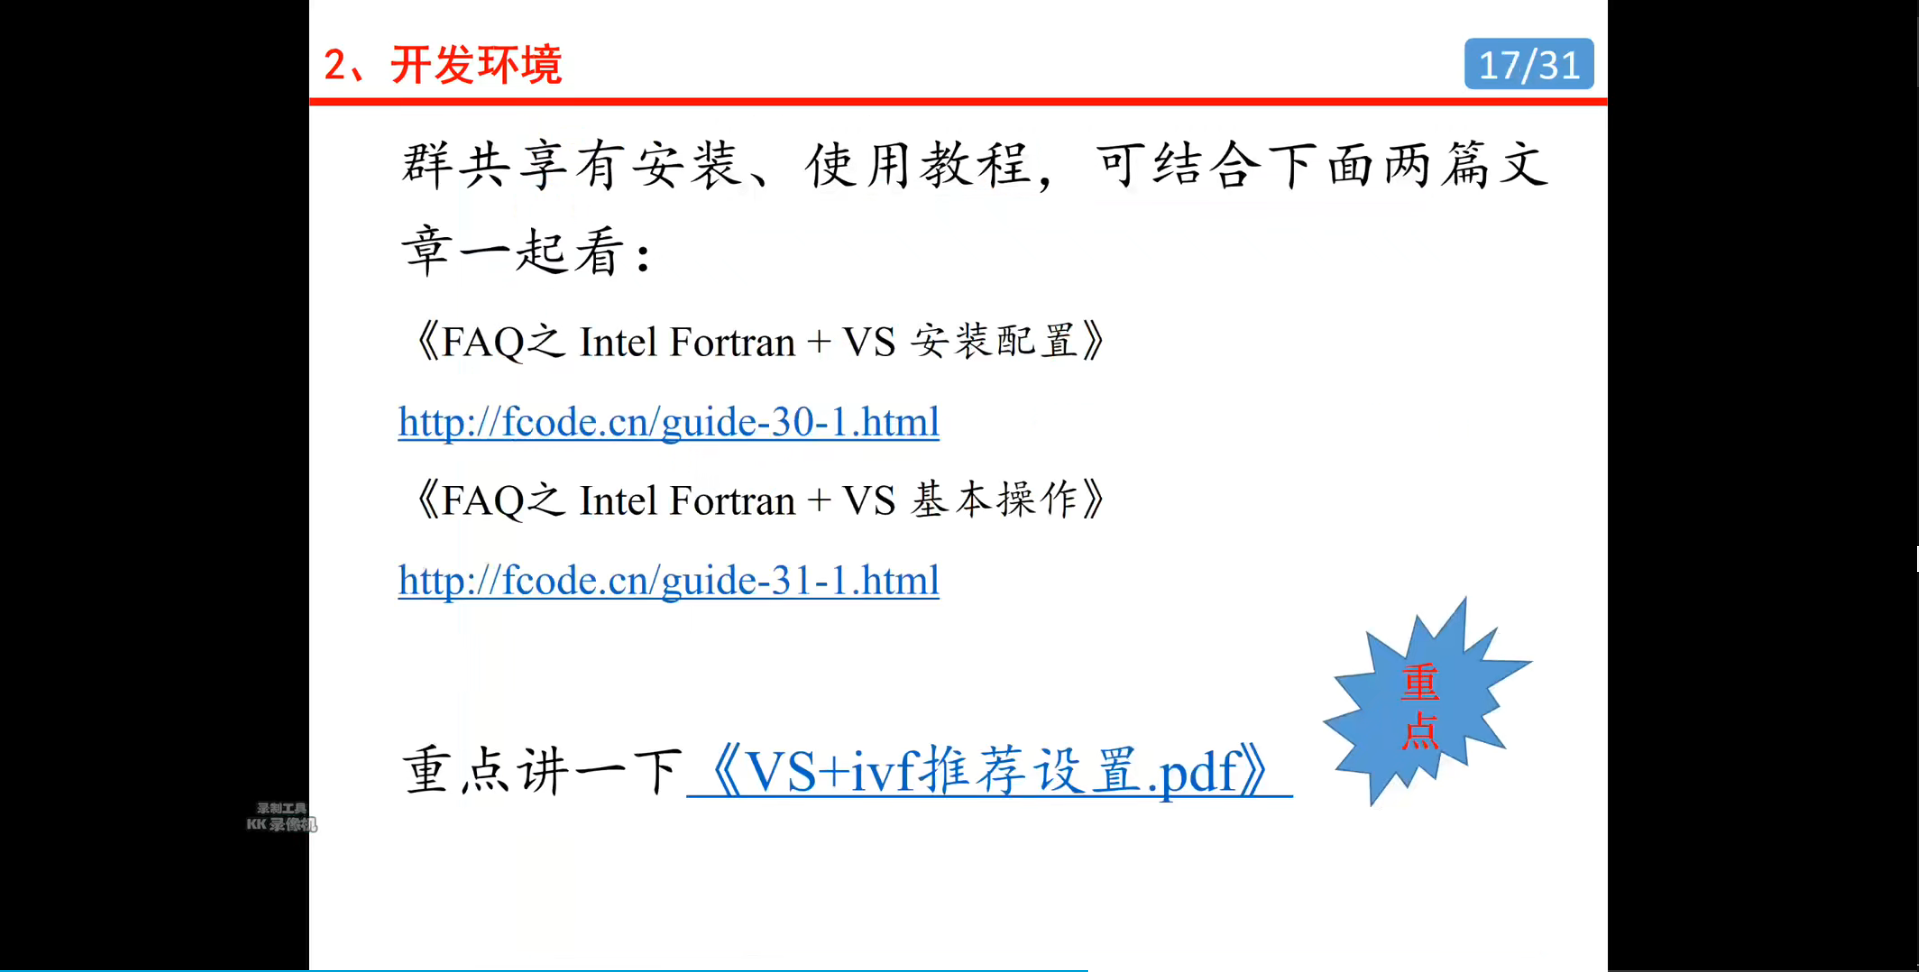 2、开发环境
17/31
群共享有安装、使用教程，可结合下面两篇文
章一起看：
《FAQ之 Intel Fortran + VS 安装配置》
http://fcode.cn/guide-30-1.html
《FAQ之 Intel Fortran + VS 基本操作》
http://fcode.cn/guide-31-1.html
重
点
重点讲一下《VS+ivf推荐设置.pdf》
录制工具
KK 录像机